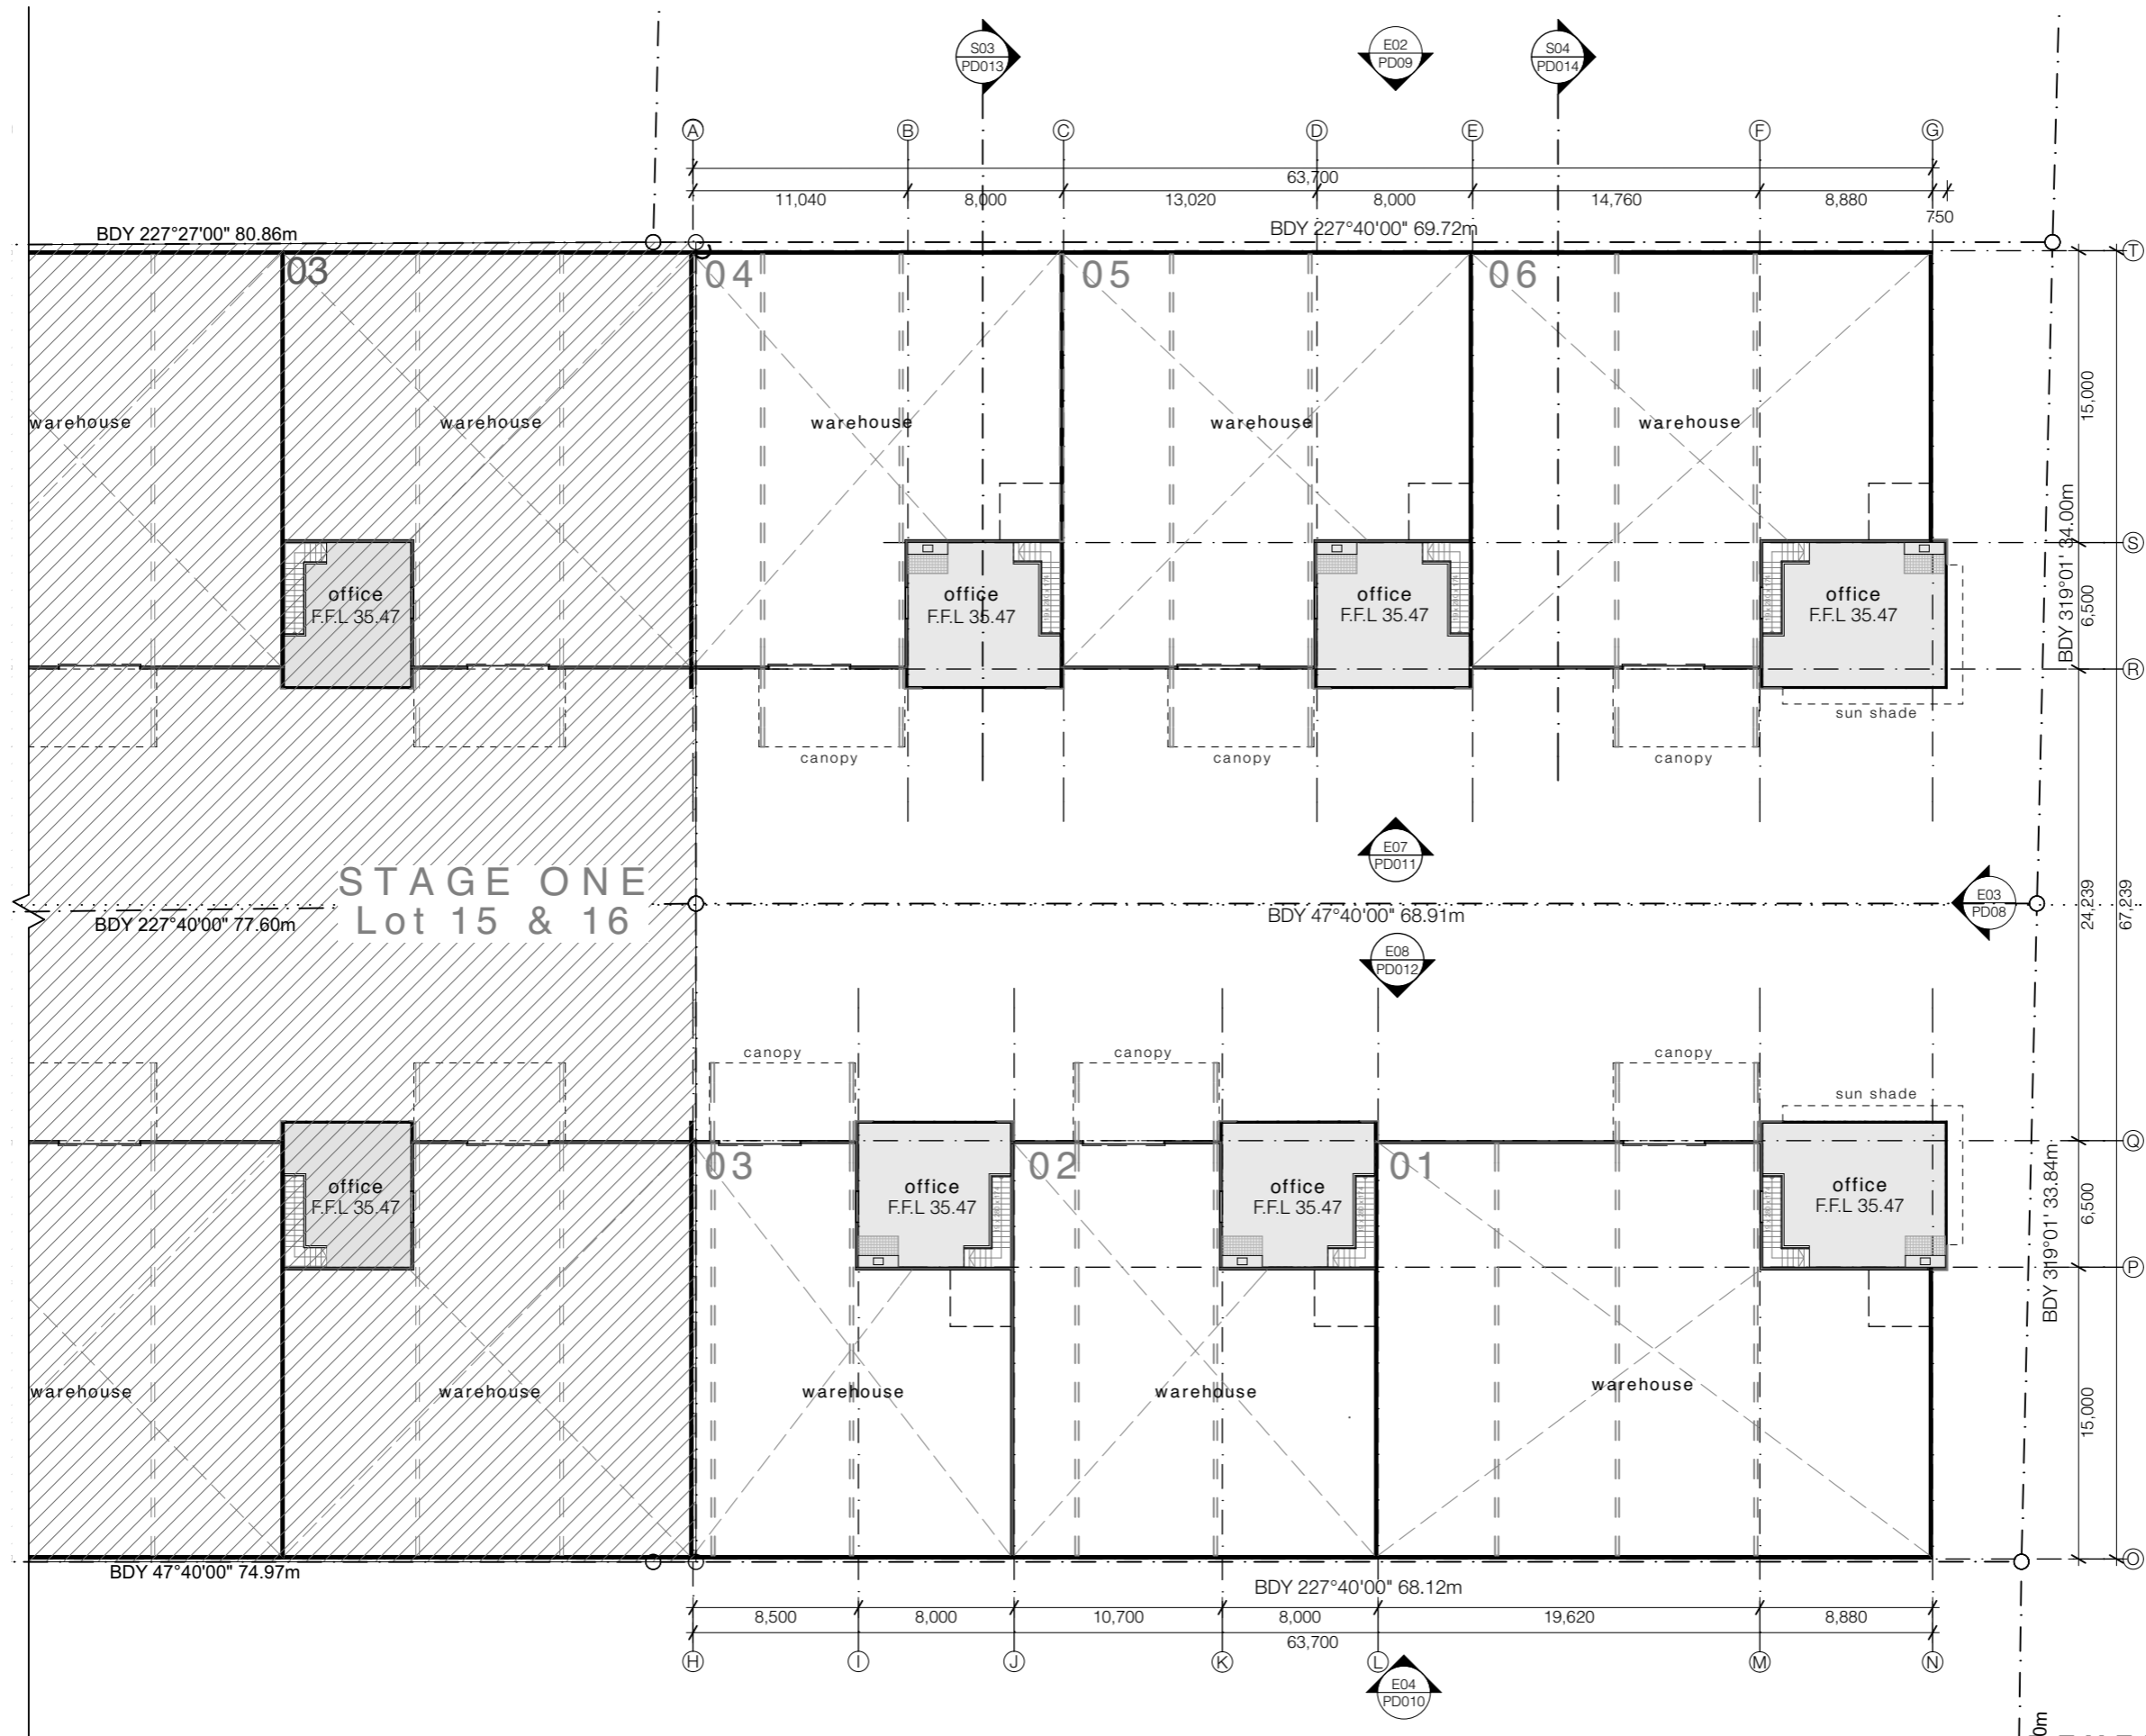 S03
PD013
E02
PD09
S04
PD014
A
B
C
D
E
F
G
63,700
11,040
8,000
13,020
8,000
14,760
8,880
750
BDY 227°27'00" 80.86m
BDY 227°40'00" 69.72m
T
03
04
05
06
15,000
warehouse
warehouse
warehouse
warehouse
warehouse
BDY 319°01' 34.00m
S
office
F.F.L 35.47
office
F.F.L 35.47
office
F.F.L 35.47
office
F.F.L 35.47
6,500
R
sun shade
canopy
canopy
canopy
E07
PD011
STAGE ONE
Lot 15 & 16
BDY 227°40'00" 77.60m
BDY 47°40'00" 68.91m
E03
PD08
24,239
67,239
E08
PD012
canopy
canopy
canopy
sun shade
Q
03
02
01
office
F.F.L 35.47
office
F.F.L 35.47
office
F.F.L 35.47
office
F.F.L 35.47
BDY 319°01' 33.84m
6,500
P
warehouse
warehouse
warehouse
warehouse
warehouse
15,000
O
BDY 47°40'00" 74.97m
BDY 227°40'00" 68.12m
8,500
8,000
10,700
8,000
19,620
8,880
63,700
H
I
J
K
L
M
N
E04
PD010
0m